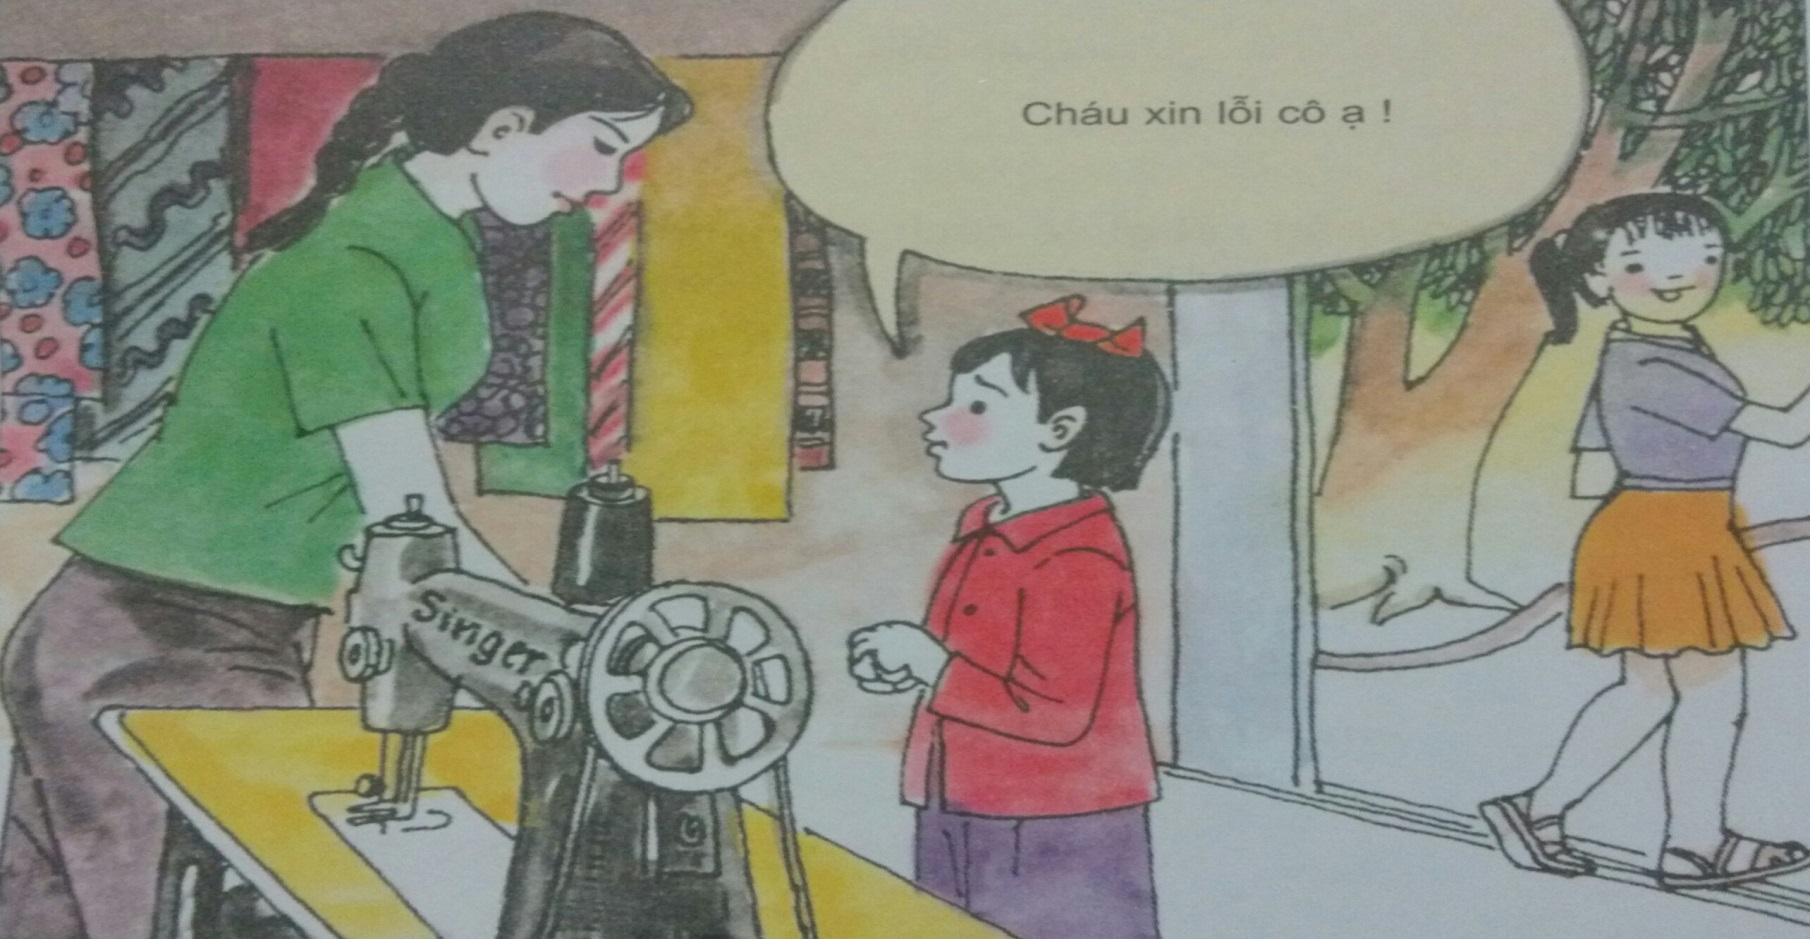 Cháu xin lỗi cô ạ !
Singer